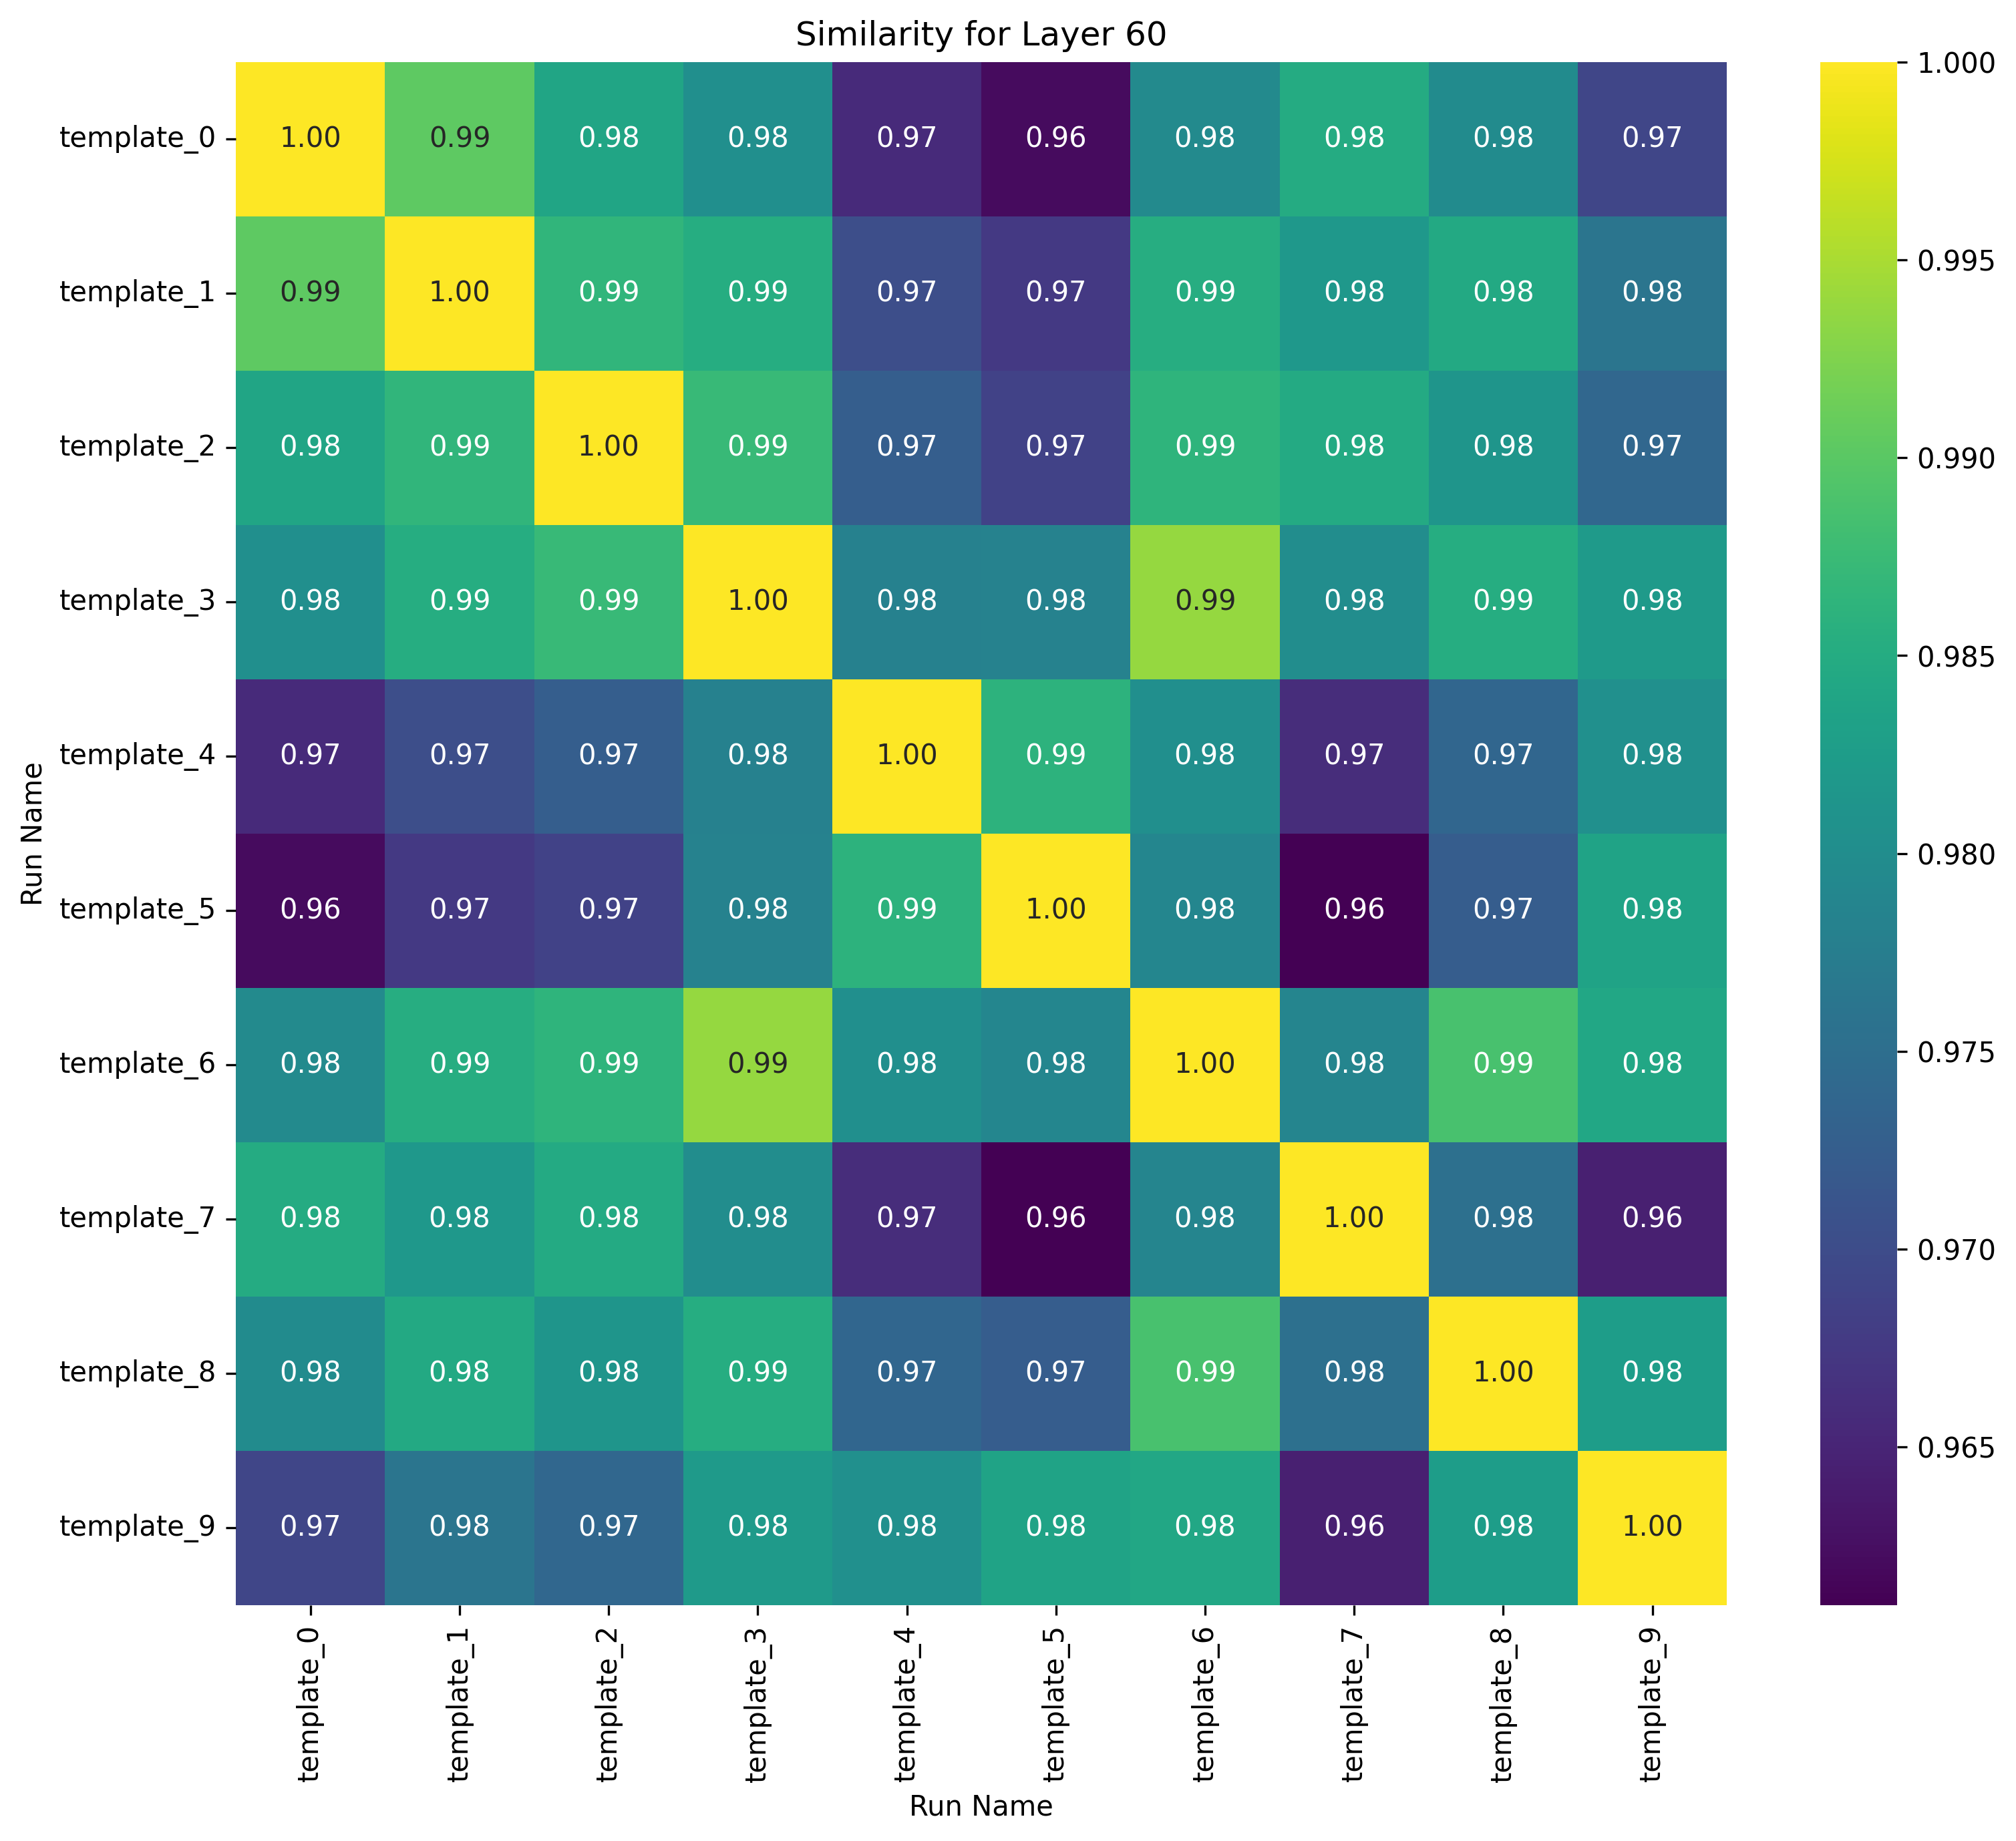 Similarity for Layer 60
template_0 1.00 0.99 0.98 0.98 0.97 0.96 0.98 0.98 0.98 0.97
template_1 0.99 1.00 0.99 0.99 0.97 0.97 0.99 0.98 0.98 0.98
template_2 0.98 0.99 1.00 0.99 0.97 0.97 0.99 0.98 0.98 0.97
template_3 0.98 0.99 0.99 1.00 0.98 0.98 0.99 0.98 0.99 0.98
template_4 0.97 0.97 0.97 0.98 1.00 0.99 0.98 0.97 0.97 0.98
template_5 0.96 0.97 0.97 0.98 0.99 1.00 0.98 0.96 0.97 0.98
template_6 0.98 0.99 0.99 0.99 0.98 0.98 1.00 0.98 0.99 0.98
template_7 0.98 0.98 0.98 0.98 0.97 0.96 0.98 1.00 0.98 0.96
template_8 0.98 0.98 0.98 0.99 0.97 0.97 0.99 0.98 1.00 0.98
template_9 0.97 0.98 0.97 0.98 0.98 0.98 0.98 0.96 0.98 1.00
Run Name
template_0 template_1 template_2 template_3 template_4 template_5 template_6 template_7 template_8 template_9
Run Name
1.000
0.995
0.990
0.985
0.980
0.975
0.970
0.965